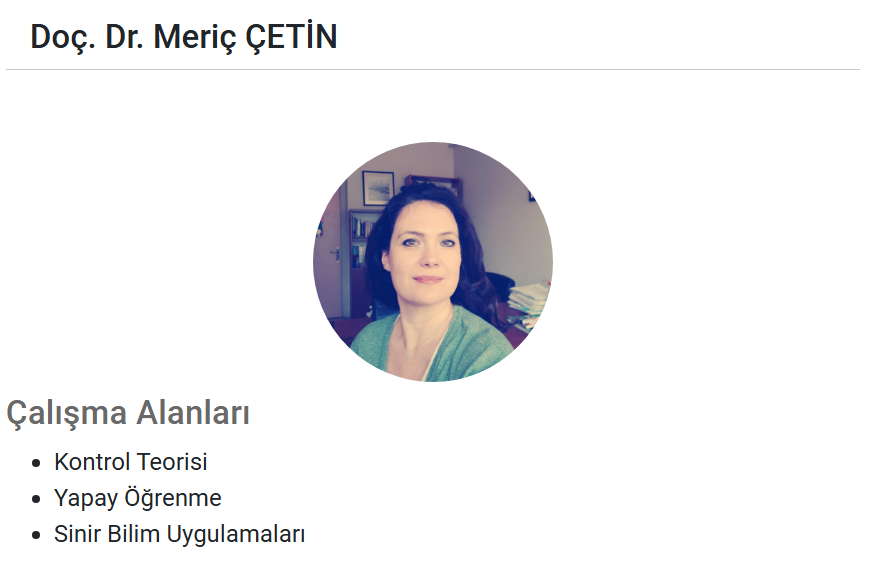 Doç. Dr. Meriç ÇETİN
Çalışma Alanları
Kontrol Teorisi
Yapay Öğrenme
Sinir Bilim Uygulamaları